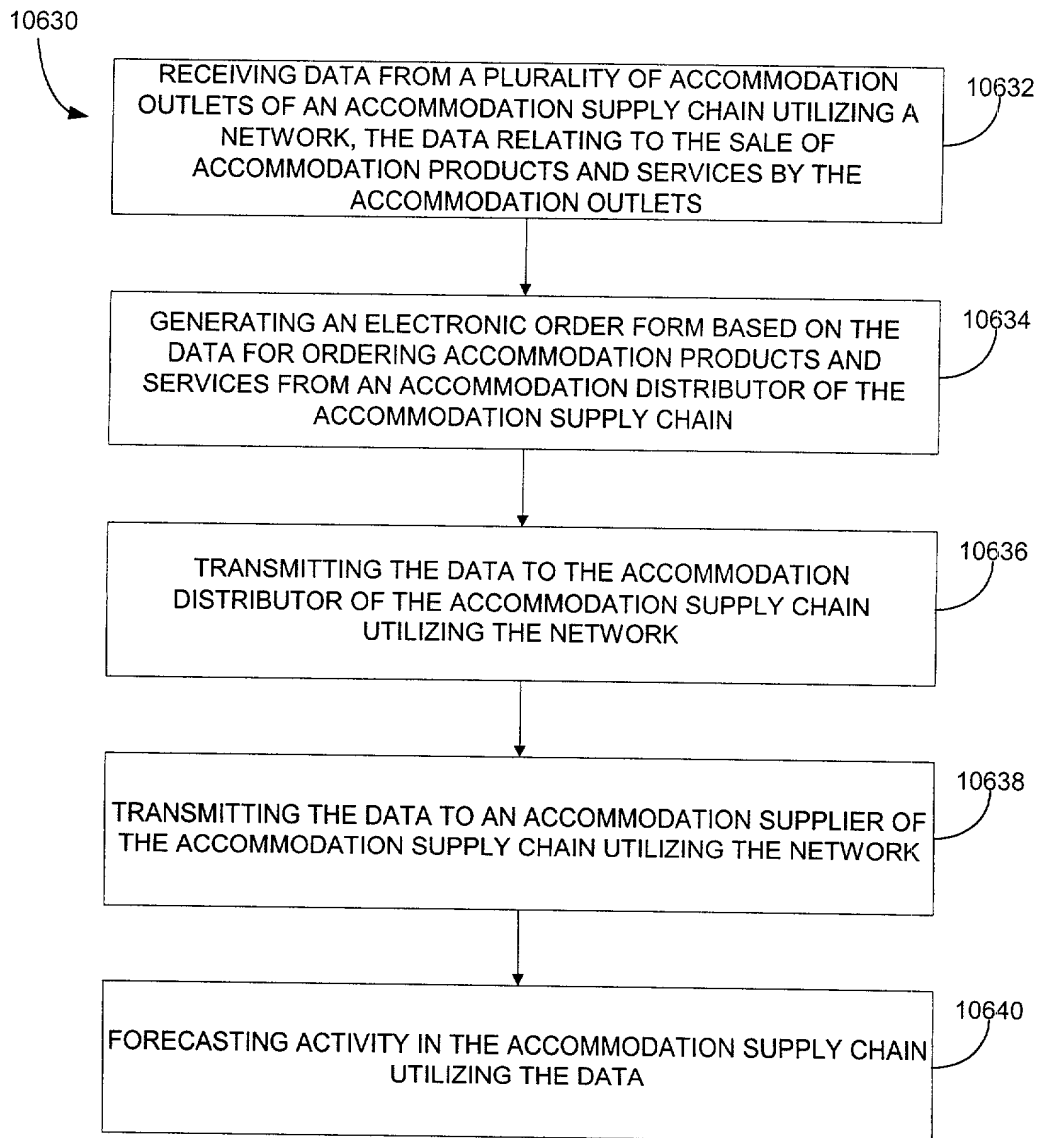 10630
RECEIVING DATA FROM A PLURALITY OF ACCOMMODATION
OUTLETS OF AN ACCOMMODATION SUPPLY CHAIN UTILIZING A
NETWORK, THE DATA RELATING TO THE SALE OF
ACCOMMODATION PRODUCTS AND SERVICES BY THE
ACCOMMODATION OUTLETS
10632
GENERATING AN ELECTRONIC ORDER FORM BASED ON THE
DATA FOR ORDERING ACCOMMODATION PRODUCTS AND
SERVICES FROM AN ACCOMMODATION DISTRIBUTOR OF THE
ACCOMMODATION SUPPLY CHAIN
10634
TRANSMITTING THE DATA TO THE ACCOMMODATION
DISTRIBUTOR OF THE ACCOMMODATION SUPPLY CHAIN
UTILIZING THE NETWORK
10636
TRANSMITTING THE DATA TO AN ACCOMMODATION SUPPLIER OF
THE ACCOMMODATION SUPPLY CHAIN UTILIZING THE NETWORK
10638
FORECASTING ACTIVITY IN THE ACCOMMODATION SUPPLY CHAIN
UTILIZING THE DATA
10640